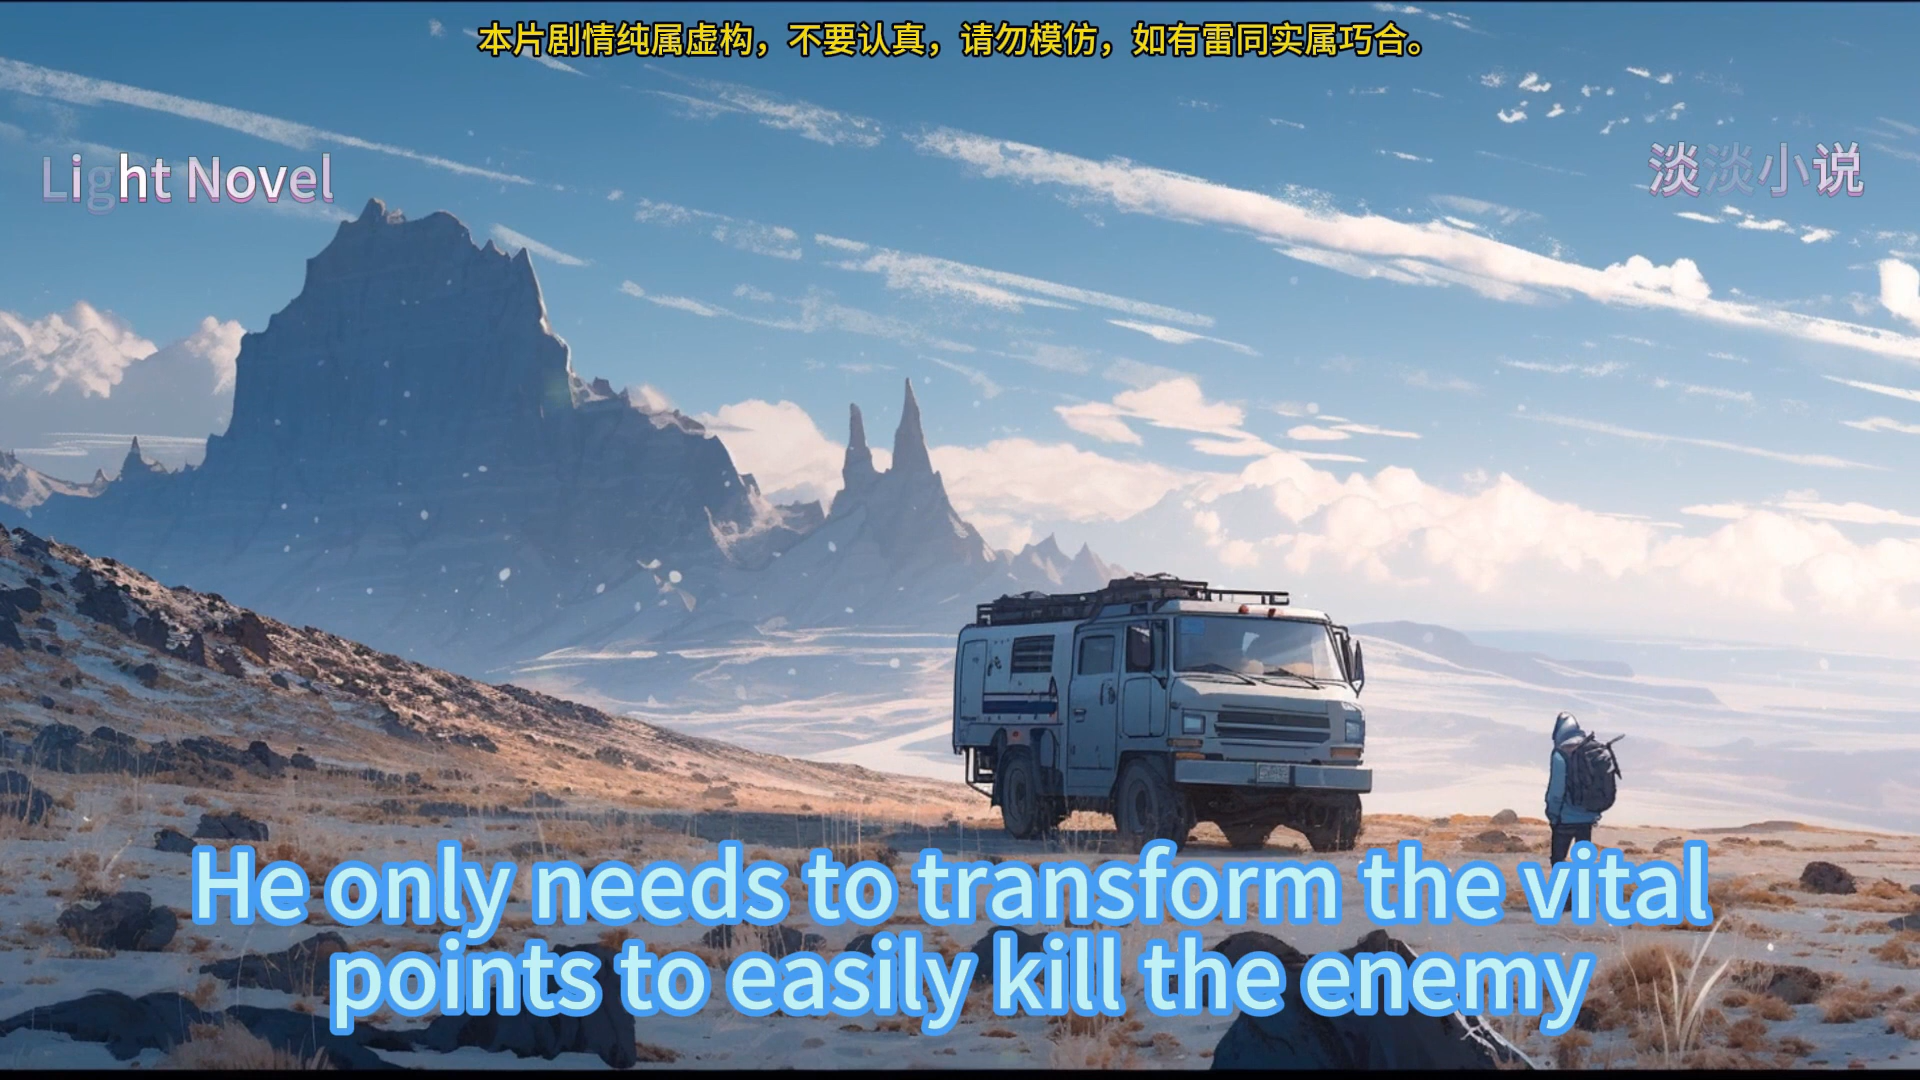 本片剧情纯属虚构，不要认真，请勿模仿，如有雷同实属巧合。
Light Novel
淡淡小说
He only needs to transform the vital
points to easily kill the enemy